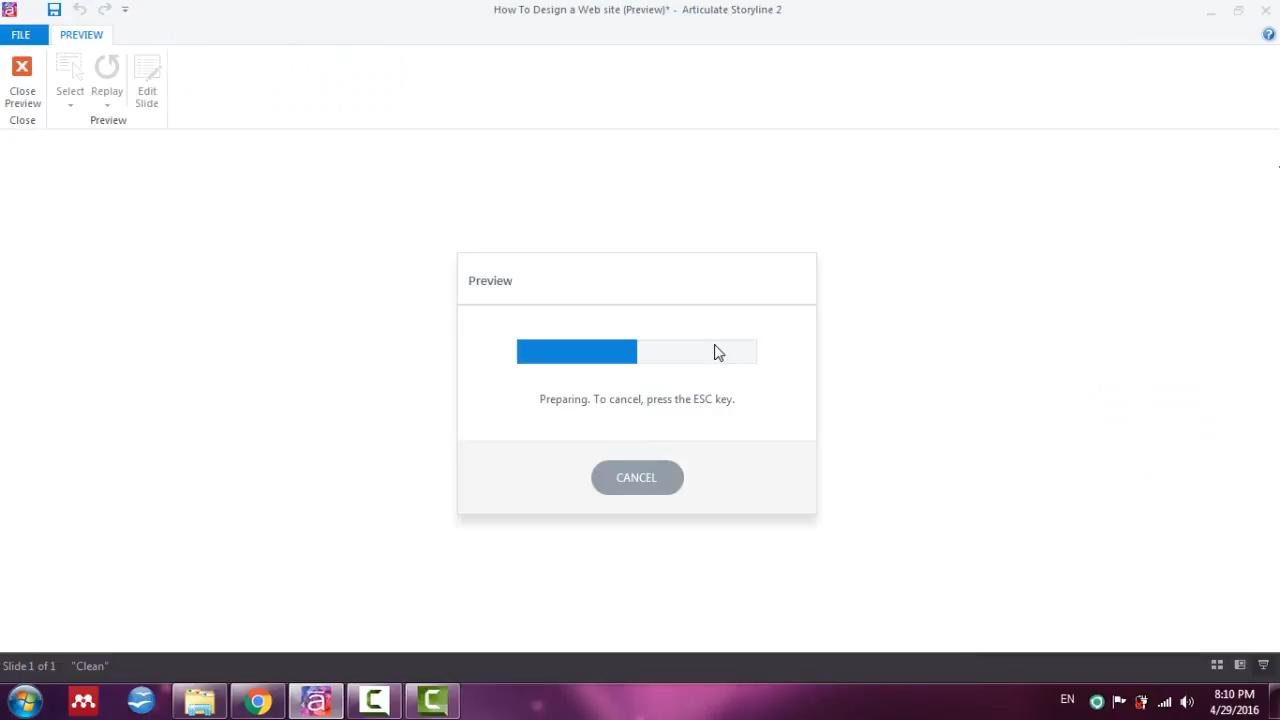 How To Design a Web site (Preview)* - Articulate Storyline 2
FILE
PREVIEW
Close Preview
Select
Replay
Edit Slide
Close
Preview
Preview
Preparing. To cancel, press the ESC key.
CANCEL
Slide 1 of 1
"Clean"
EN
8:10 PM
4/29/2016